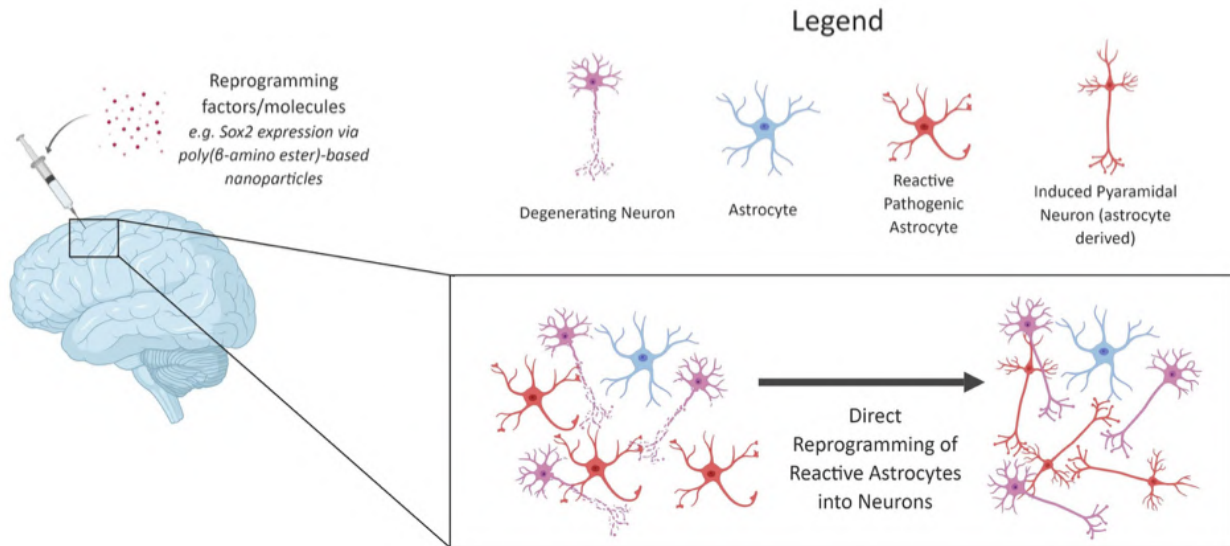 Legend
Reprogramming
factors/molecules
e.g. Sox2 expression via
poly(β-amino ester)-based
nanoparticles
Degenerating Neuron
Astrocyte
Reactive
Pathogenic
Astrocyte
Induced Pyaramidal
Neuron (astrocyte
derived)
Direct
Reprogramming of
Reactive Astrocytes
into Neurons